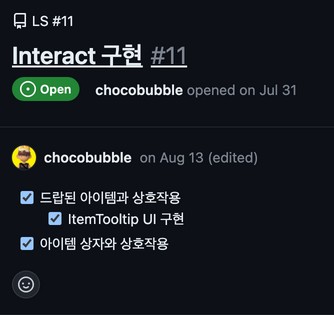 LS #11
Interact 구현 #11
Open chocobubble opened on Jul 31
chocobubble on Aug 13 (edited)
드랍된 아이템과 상호작용
ItemTooltip UI 구현
아이템 상자와 상호작용